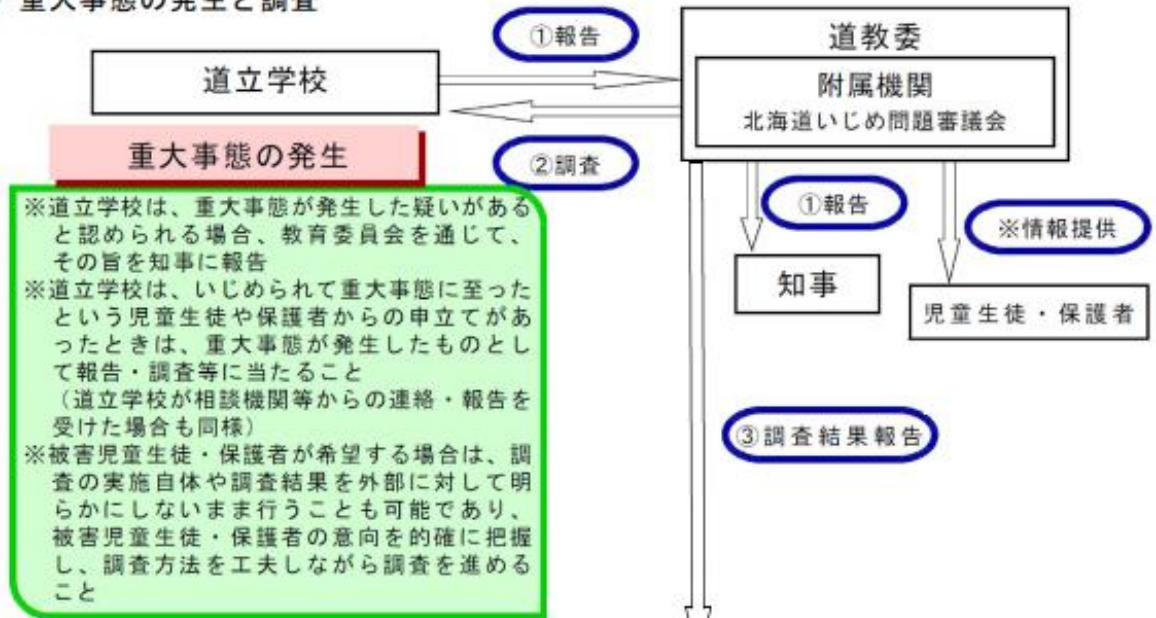 重大事態の発生と調査
①報告
道教委
道立学校
附属機関
北海道いじめ問題審議会
重大事態の発生
②調査
①報告
※情報提供
知事
児童生徒・保護者
③調査結果報告
※道立学校は、重大事態が発生した疑いがある
と認められる場合、教育委員会を通じて、
その旨を知事に報告
※道立学校は、いじめられて重大事態に至った
という児童生徒や保護者からの申立てがあ
ったときは、重大事態が発生したものとし
て報告・調査等に当たること
（道立学校が相談機関等からの連絡・報告を
受けた場合も同様）
※被害児童生徒・保護者が希望する場合は、調
査の実施自体や調査結果を外部に対して明
らかにしないまま行うことも可能であり、
被害児童生徒・保護者の意向を的確に把握
し、調査方法を工夫しながら調査を進める
こと